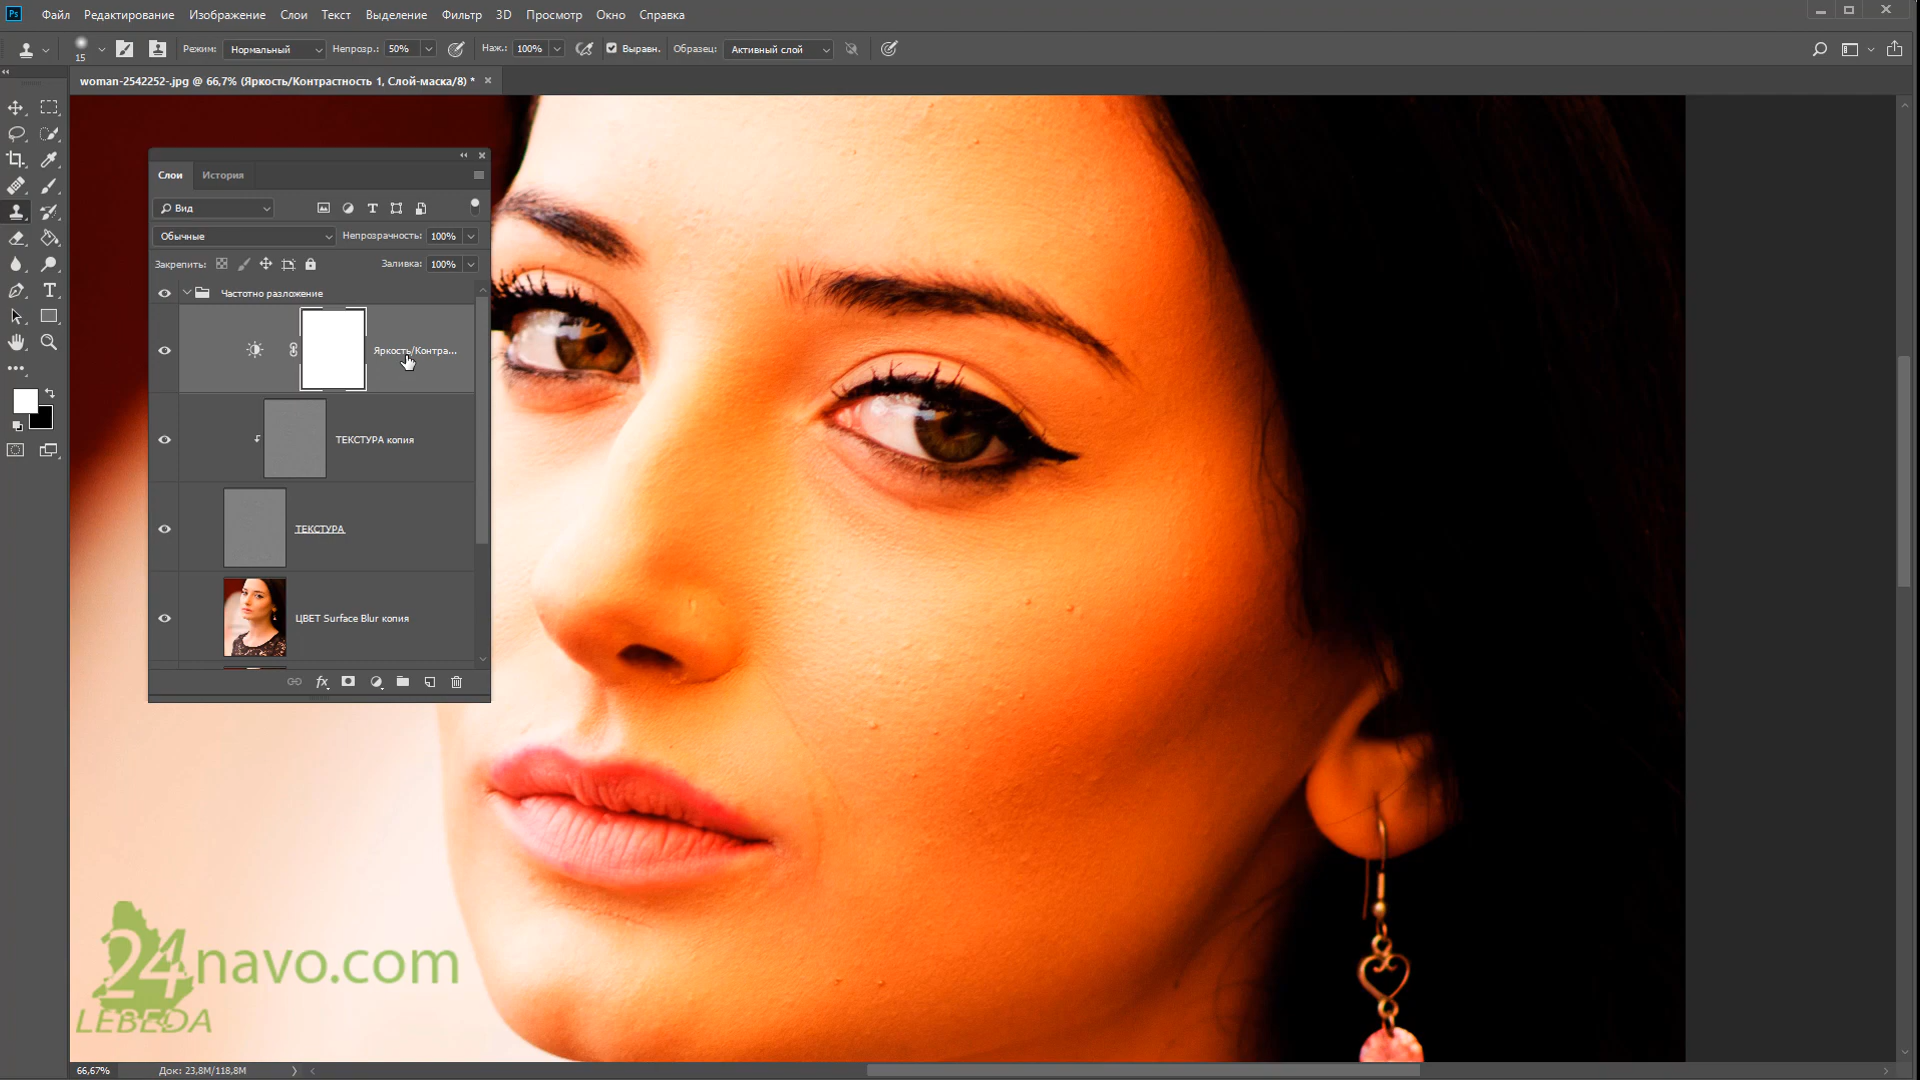 Ps Файл Редактирование Изображение Слои Текст Выделение Фильтр 3D Просмотр Окно Справка
15 Режим: Нормальный Непрозр.: 50% Наж.: 100% Выравн. Образец: Активный слой
woman-2542252-.jpg @ 66,7% (Яркость/Контрастность 1, Слой-маска/8) *
Слои История
Вид
Обычные Непрозрачность: 100%
Закрепить: Заливка: 100%
Частотно разложение
Яркость/Контра...
ТЕКСТУРА копия
ТЕКСТУРА
ЦВЕТ Surface Blur копия
fx
24navo.com
LEBEDA
66,67% Док: 23,8M/118,8M